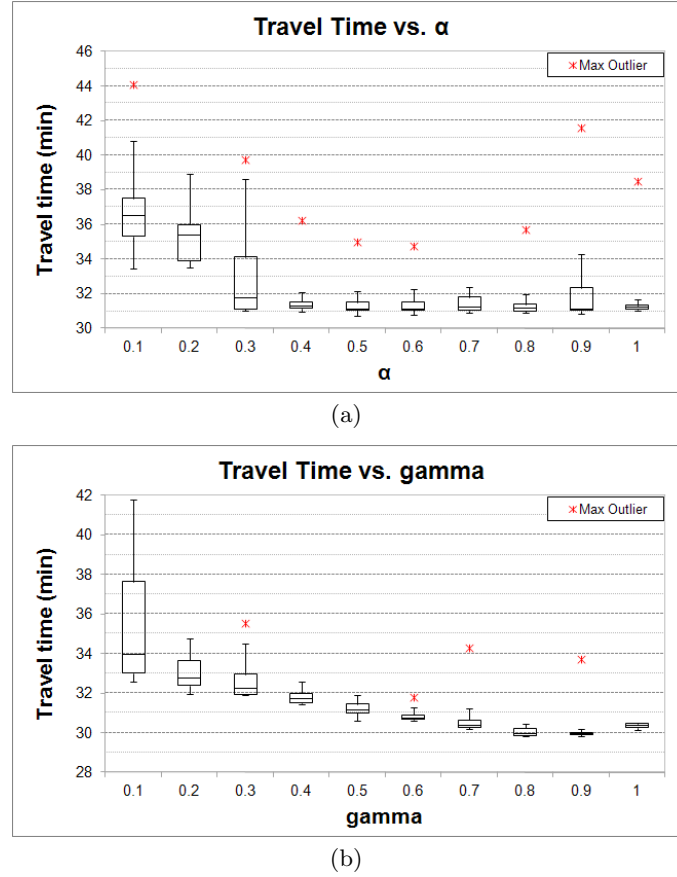 Travel Time vs. α
Max Outlier
Travel time (min)
46
44
42
40
38
36
34
32
30
0.1 0.2 0.3 0.4 0.5 0.6 0.7 0.8 0.9 1
α
(a)
Travel Time vs. gamma
Max Outlier
Travel time (min)
42
40
38
36
34
32
30
28
0.1 0.2 0.3 0.4 0.5 0.6 0.7 0.8 0.9 1
gamma
(b)